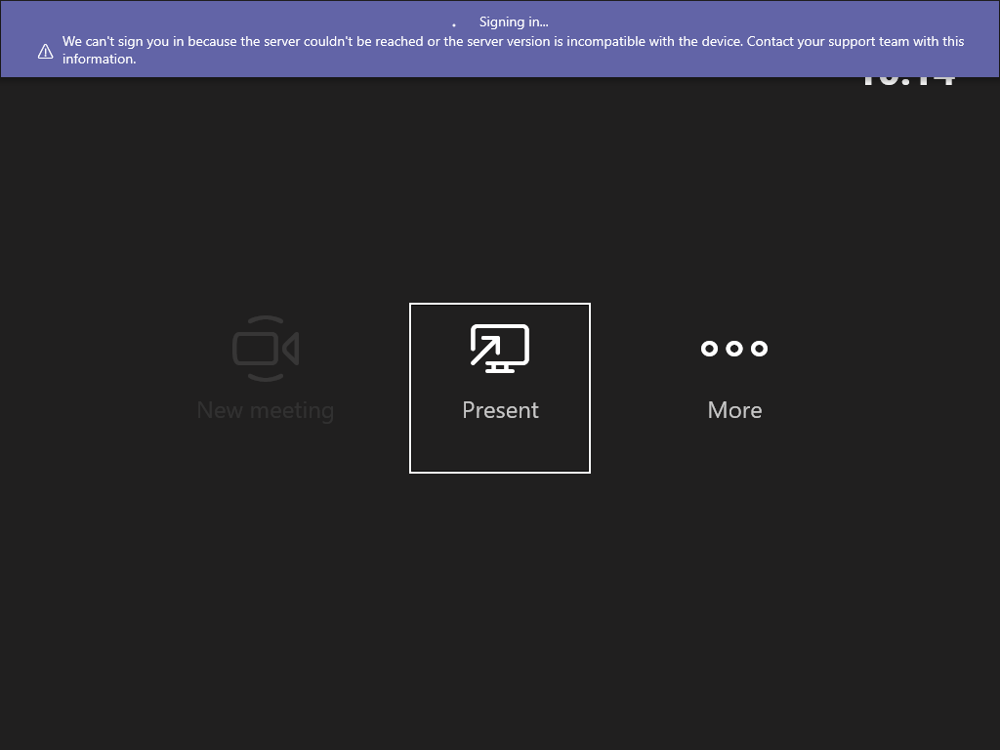 Signing in...
We can't sign you in because the server couldn't be reached or the server version is incompatible with the device. Contact your support team with this
information.
New meeting
Present
More